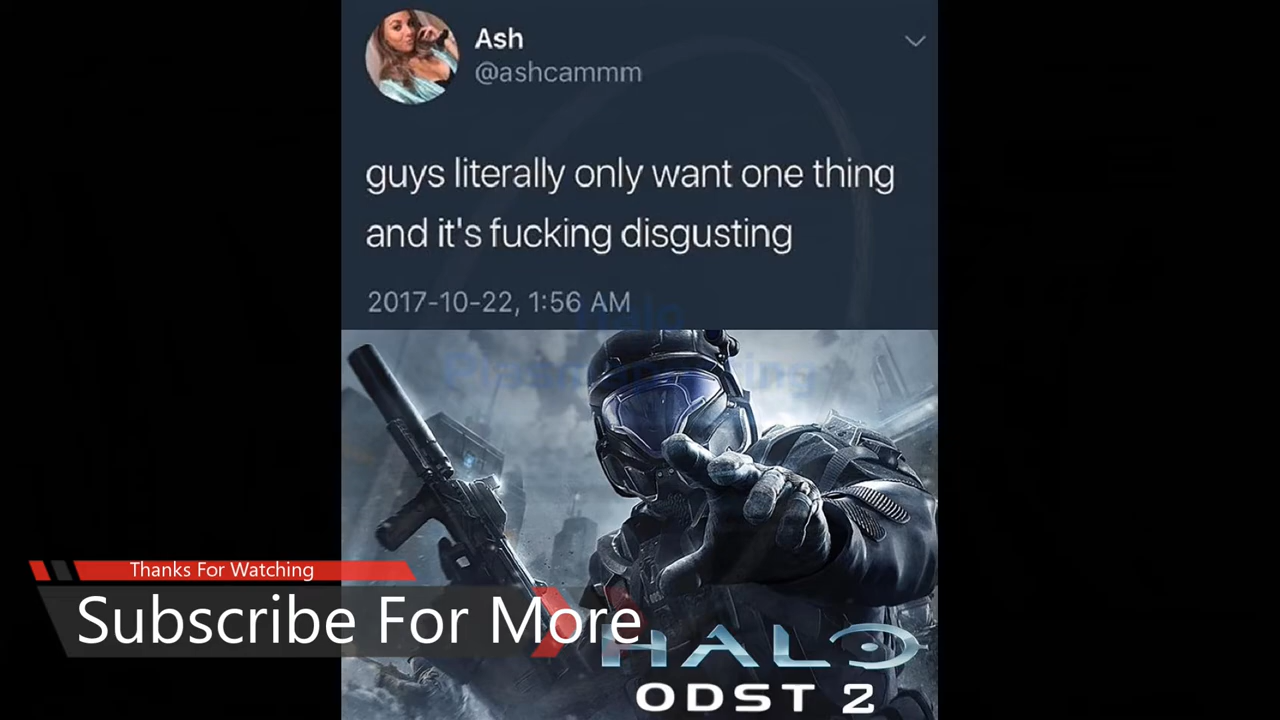 Ash
@ashcammm
guys literally only want one thing
and it's fucking disgusting
2017-10-22, 1:56 AM
Halo
Thanks For Watching
Subscribe For More
HALO
ODST 2